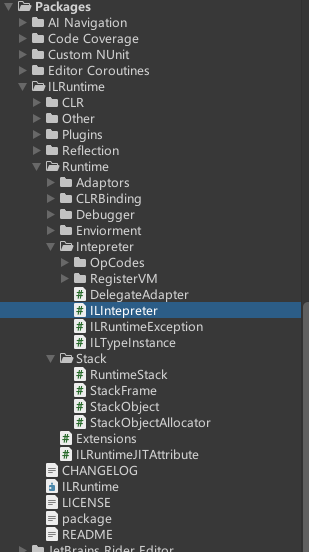 Packages
AI Navigation
Code Coverage
Custom NUnit
Editor Coroutines
ILRuntime
CLR
Other
Plugins
Reflection
Runtime
Adaptors
CLRBinding
Debugger
Enviorment
Intepreter
OpCodes
RegisterVM
DelegateAdapter
ILIntepreter
ILRuntimeException
ILTypeInstance
Stack
RuntimeStack
StackFrame
StackObject
StackObjectAllocator
Extensions
ILRuntimeJITAttribute
CHANGELOG
ILRuntime
LICENSE
package
README
JetBrains Rider Editor